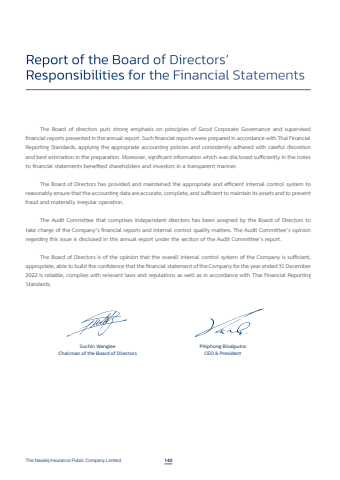 Report of the Board of Directors'
Responsibilities for the Financial Statements
The Board of directors puts strong emphasis on principles of Good Corporate Governance and supervised
financial reports presented in the annual report. Such financial reports were prepared in accordance with Thai Financial
Reporting Standards, applying the appropriate accounting policies and consistently adhered with careful discretion
and best estimation in the preparation. Moreover, significant information which was disclosed sufficiently in the notes
to financial statements benefited shareholders and investors in a transparent manner.
The Board of Directors has provided and maintained the appropriate and efficient internal control system to
reasonably ensure that the accounting data are accurate, complete, and sufficient to maintain its assets and to prevent
fraud and materially irregular operation.
The Audit Committee that comprises independent directors has been assigned by the Board of Directors to
take charge of the Company's financial reports and internal control quality matters. The Audit Committee's opinion
regarding this issue is disclosed in this annual report under the section of the Audit Committee's report.
The Board of Directors is of the opinion that the overall internal control system of the Company is sufficient,
appropriate, able to build the confidence that the financial statement of the Company for the year ended 31 December
2022 is reliable, complies with relevant laws and regulations as well as in accordance with Thai Financial Reporting
Standards.
Suchin Wanglee
Chairman of the Board of Directors
Pitiphong Bisalputra
CEO & President
The Navakij Insurance Public Company Limited
149